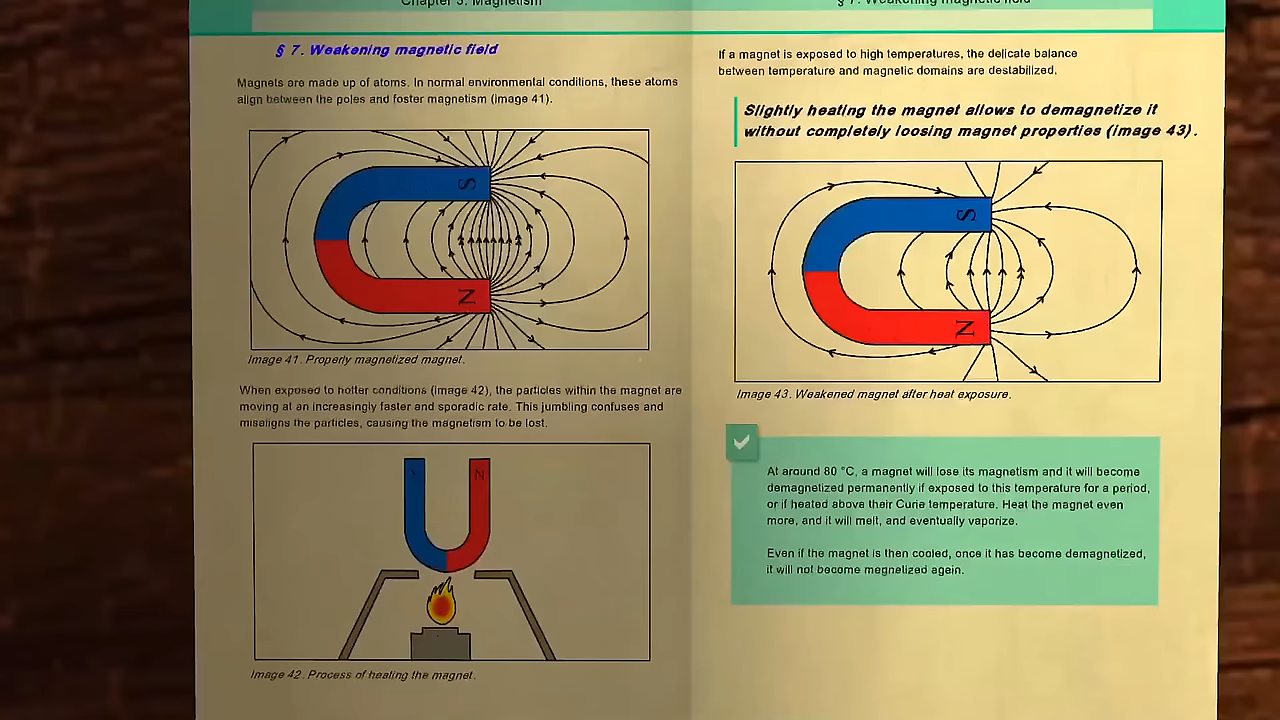 Chapter 3. Magnetism
§ 7. Weakening magnetic field
Magnets are made up of atoms. In normal environmental conditions, these atoms
align between the poles and foster magnetism (image 41).
S
N
Image 41. Properly magnetized magnet.
When exposed to hotter conditions (image 42), the particles within the magnet are
moving at an increasingly faster and sporadic rate. This jumbling confuses and
misaligns the particles, causing the magnetism to be lost.
S N
Image 42. Process of heating the magnet.
§ 7. Weakening magnetic field
If a magnet is exposed to high temperatures, the delicate balance
between temperature and magnetic domains are destabilized.
Slightly heating the magnet allows to demagnetize it
without completely loosing magnet properties (image 43).
S
N
Image 43. Weakened magnet after heat exposure.
At around 80 °C, a magnet will lose its magnetism and it will become
demagnetized permanently if exposed to this temperature for a period,
or if heated above their Curie temperature. Heat the magnet even
more, and it will melt, and eventually vaporize.
Even if the magnet is then cooled, once it has become demagnetized,
it will not become magnetized again.